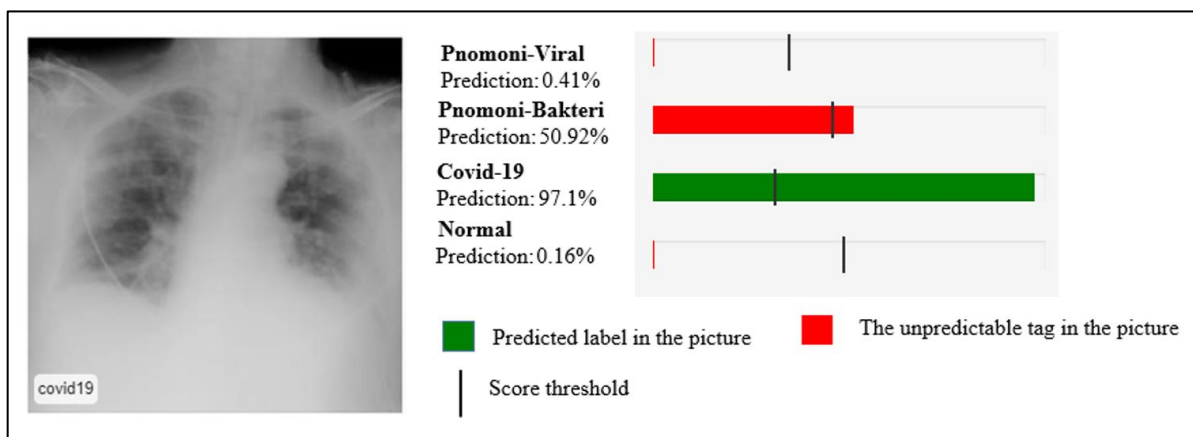 Pnomoni-Viral
Prediction: 0.41%
Pnomoni-Bakteri
Prediction: 50.92%
Covid-19
Prediction: 97.1%
Normal
Prediction: 0.16%
covid19
Predicted label in the picture
The unpredictable tag in the picture
Score threshold